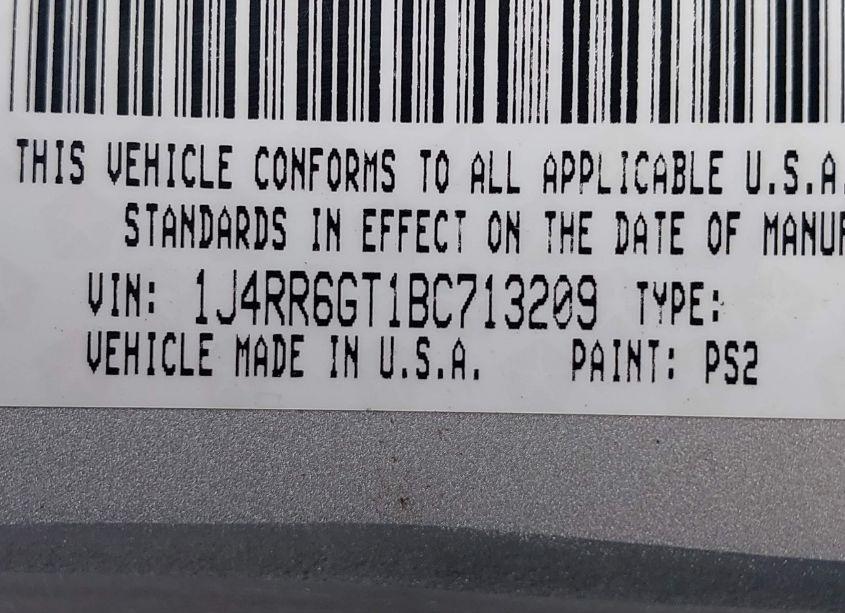 THIS VEHICLE CONFORMS TO ALL APPLICABLE U.S.A.
STANDARDS IN EFFECT ON THE DATE OF MANUF
VIN: 1J4RR6GT1BC713209 TYPE:
VEHICLE MADE IN U.S.A. PAINT: PS2